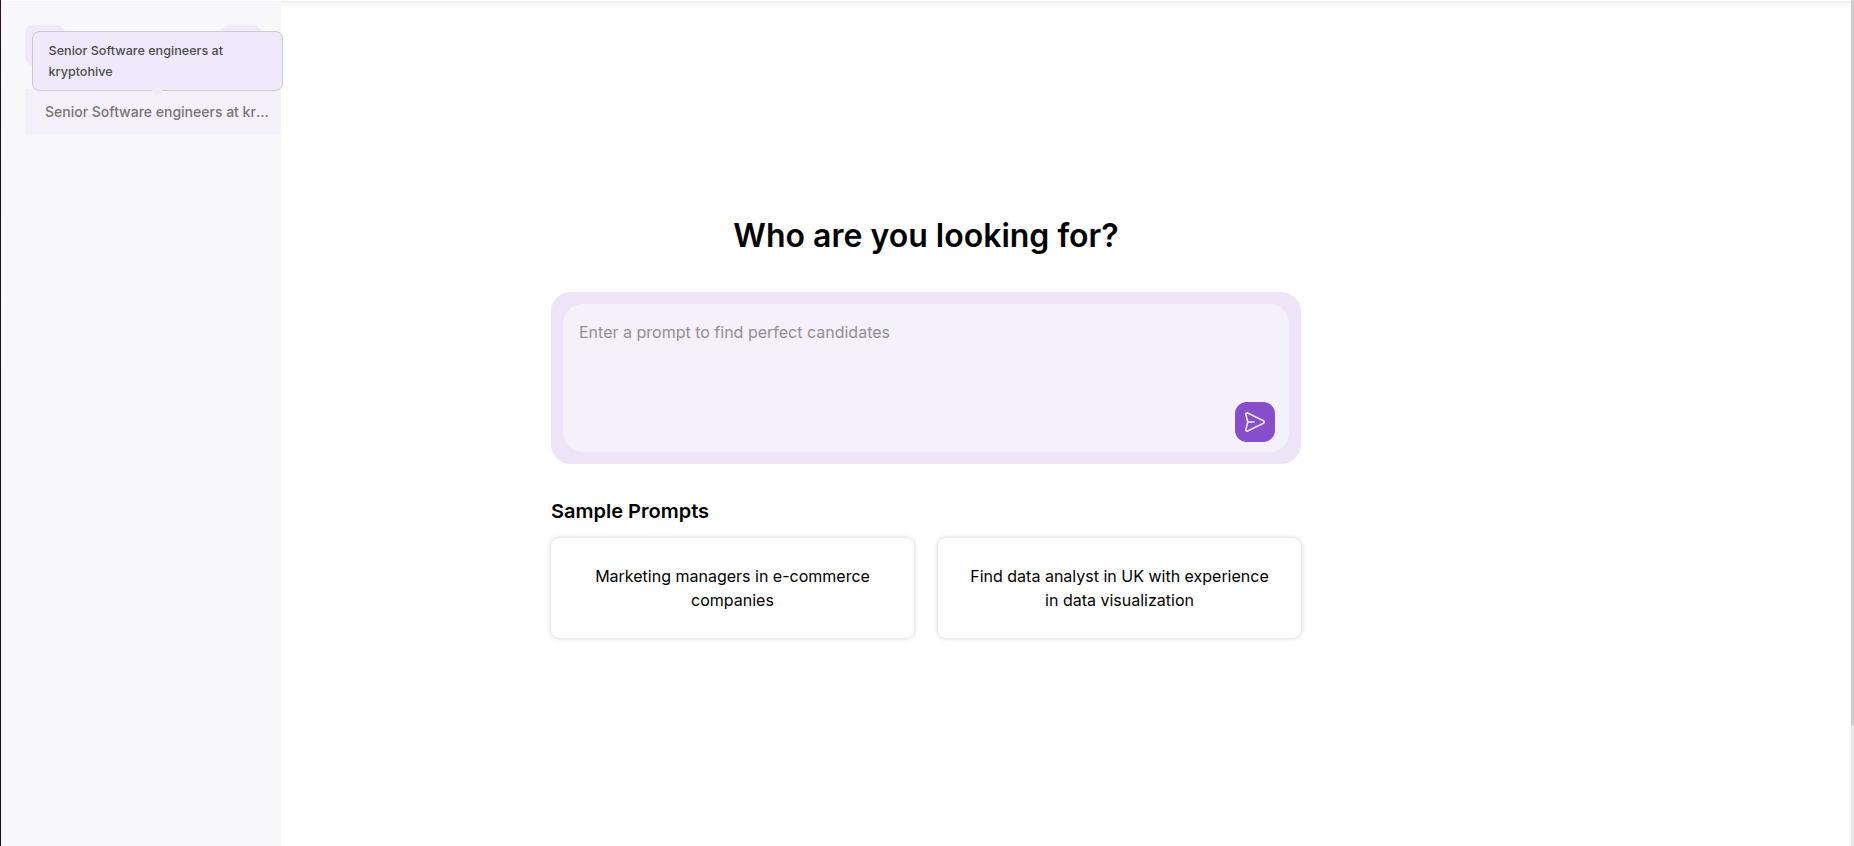 Senior Software engineers at
kryptohive
Senior Software engineers at kr...
Who are you looking for?
Enter a prompt to find perfect candidates
Sample Prompts
Marketing managers in e-commerce
companies
Find data analyst in UK with experience
in data visualization